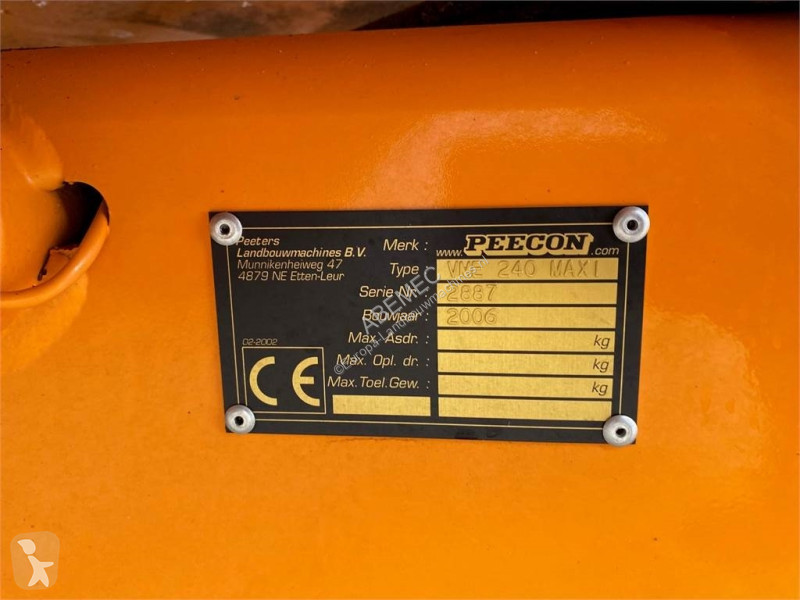 Peeters
Landbouwmachines B.V.
Munnikenheiweg 47
4879 NE Etten-Leur
Merk : www.PEECON.com
Type : 240 MAXI
Serie Nr. : 2887
Bouwjaar : 2006
Max. Asdr. : kg
Max. Opl. dr. : kg
Max. Toel. Gew. : kg
02-2002
CE
AREMEC